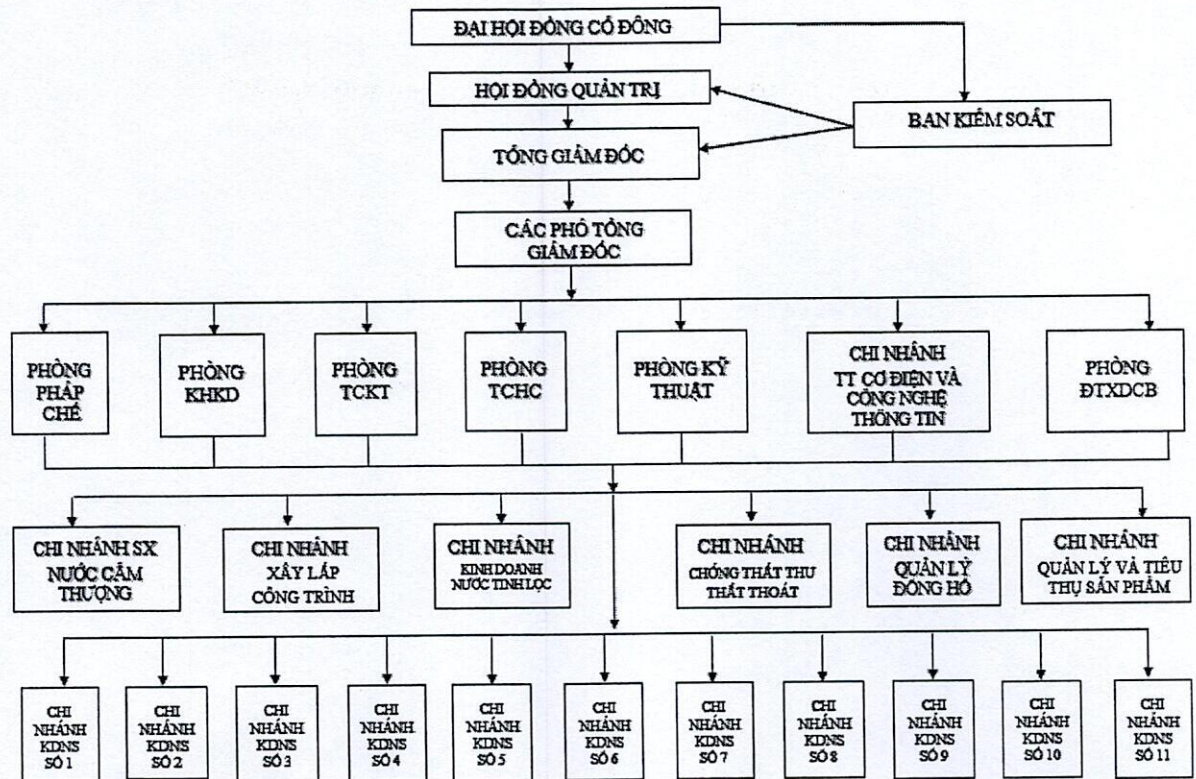 ĐẠI HỘI ĐỒNG CỔ ĐÔNG
HỘI ĐỒNG QUẢN TRỊ
BAN KIỂM SOÁT
TỔNG GIÁM ĐỐC
CÁC PHÓ TỔNG
GIÁM ĐỐC
PHÒNG
PHÁP
CHẾ
PHÒNG
KHKD
PHÒNG
TCKT
PHÒNG
TCHC
PHÒNG KỸ
THUẬT
CHI NHÁNH
TT CƠ ĐIỆN VÀ
CÔNG NGHỆ
THÔNG TIN
PHÒNG
ĐTXDCB
CHI NHÁNH SX
NƯỚC CẨM
THƯỢNG
CHI NHÁNH
XÂY LẮP
CÔNG TRÌNH
CHI NHÁNH
KINH DOANH
NƯỚC TINH LỌC
CHI NHÁNH
CHỐNG THẤT THU
THẤT THOÁT
CHI NHÁNH
QUẢN LÝ
ĐỒNG HỒ
CHI NHÁNH
QUẢN LÝ VÀ TIÊU
THỤ SẢN PHẨM
CHI
NHÁNH
KDNS
SỐ 1
CHI
NHÁNH
KDNS
SỐ 2
CHI
NHÁNH
KDNS
SỐ 3
CHI
NHÁNH
KDNS
SỐ 4
CHI
NHÁNH
KDNS
SỐ 5
CHI
NHÁNH
KDNS
SỐ 6
CHI
NHÁNH
KDNS
SỐ 7
CHI
NHÁNH
KDNS
SỐ 8
CHI
NHÁNH
KDNS
SỐ 9
CHI
NHÁNH
KDNS
SỐ 10
CHI
NHÁNH
KDNS
SỐ 11